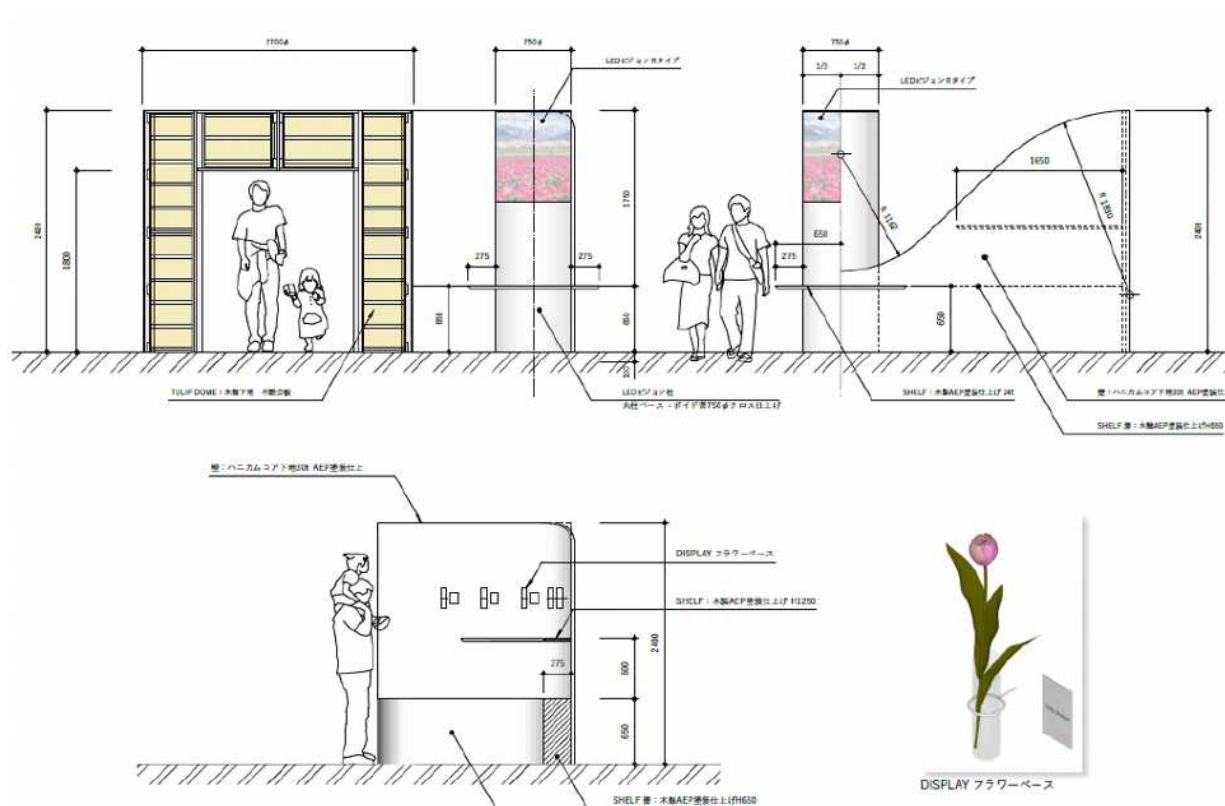 2700φ
750φ
750φ
LEDビジョン Rタイプ
1/2
1/2
LEDビジョン Rタイプ
2400
1800
1750
275
275
650
650
275
650
R 1162
1650
R 1800
2400
650
TULIP DOME:木製下地
LEDビジョン柱
丸柱ベース:ボイド管750φクロス仕上げ
SHELF:木製AEP塗装仕上げ
壁:ハニカムコア下地30t AEP塗装仕上
SHELF 腰:木製AEP塗装仕上げH650
壁:ハニカムコア下地30t AEP塗装仕上
DISPLAY フラワーベース
SHELF:木製AEP塗装仕上げ H1250
275
600
650
2400
SHELF 腰:木製AEP塗装仕上げH650
DISPLAY フラワーベース